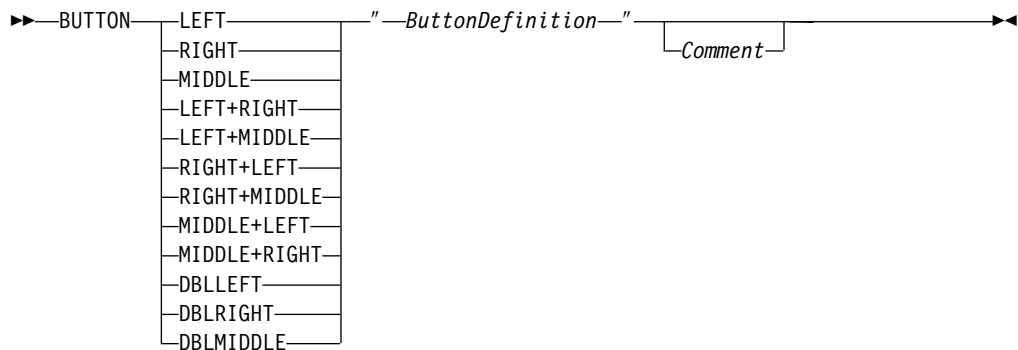 BUTTON LEFT " ButtonDefinition "
RIGHT Comment
MIDDLE
LEFT+RIGHT
LEFT+MIDDLE
RIGHT+LEFT
RIGHT+MIDDLE
MIDDLE+LEFT
MIDDLE+RIGHT
DBLLEFT
DBLRIGHT
DBLMIDDLE